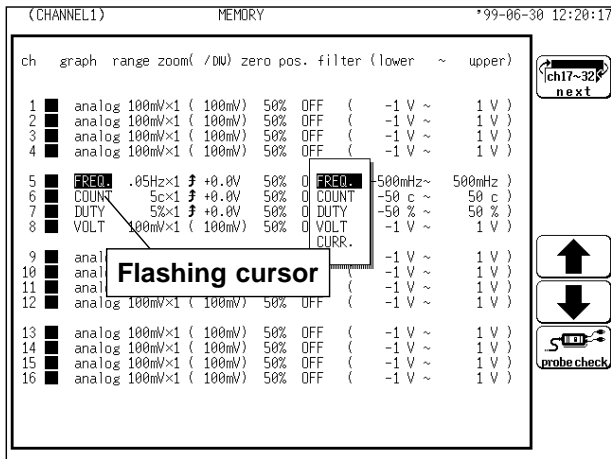 (CHANNEL1) MEMORY '99-06-30 12:20:17
ch graph range zoom( /DIV) zero pos. filter (lower ~ upper)
1 analog 100mV×1 ( 100mV) 50% OFF ( -1 V ~ 1 V )
2 analog 100mV×1 ( 100mV) 50% OFF ( -1 V ~ 1 V )
3 analog 100mV×1 ( 100mV) 50% OFF ( -1 V ~ 1 V )
4 analog 100mV×1 ( 100mV) 50% OFF ( -1 V ~ 1 V )
5 FREQ. .05Hz×1 +0.0V 50% O FREQ. -500mHz~ 500mHz )
6 COUNT 5c×1 +0.0V 50% O COUNT -50 c ~ 50 c )
7 DUTY 5%×1 +0.0V 50% O DUTY -50 % ~ 50 % )
8 VOLT 100mV×1 ( 100mV) 50% O VOLT -1 V ~ 1 V )
CURR.
9 anal -1 V ~ 1 V )
10 anal ( -1 V ~ 1 V )
11 anal ( -1 V ~ 1 V )
12 analog 100mV×1 ( 100mV) 50% OFF ( -1 V ~ 1 V )
Flashing cursor
13 analog 100mV×1 ( 100mV) 50% OFF ( -1 V ~ 1 V )
14 analog 100mV×1 ( 100mV) 50% OFF ( -1 V ~ 1 V )
15 analog 100mV×1 ( 100mV) 50% OFF ( -1 V ~ 1 V )
16 analog 100mV×1 ( 100mV) 50% OFF ( -1 V ~ 1 V )
ch17~32
next
probe check